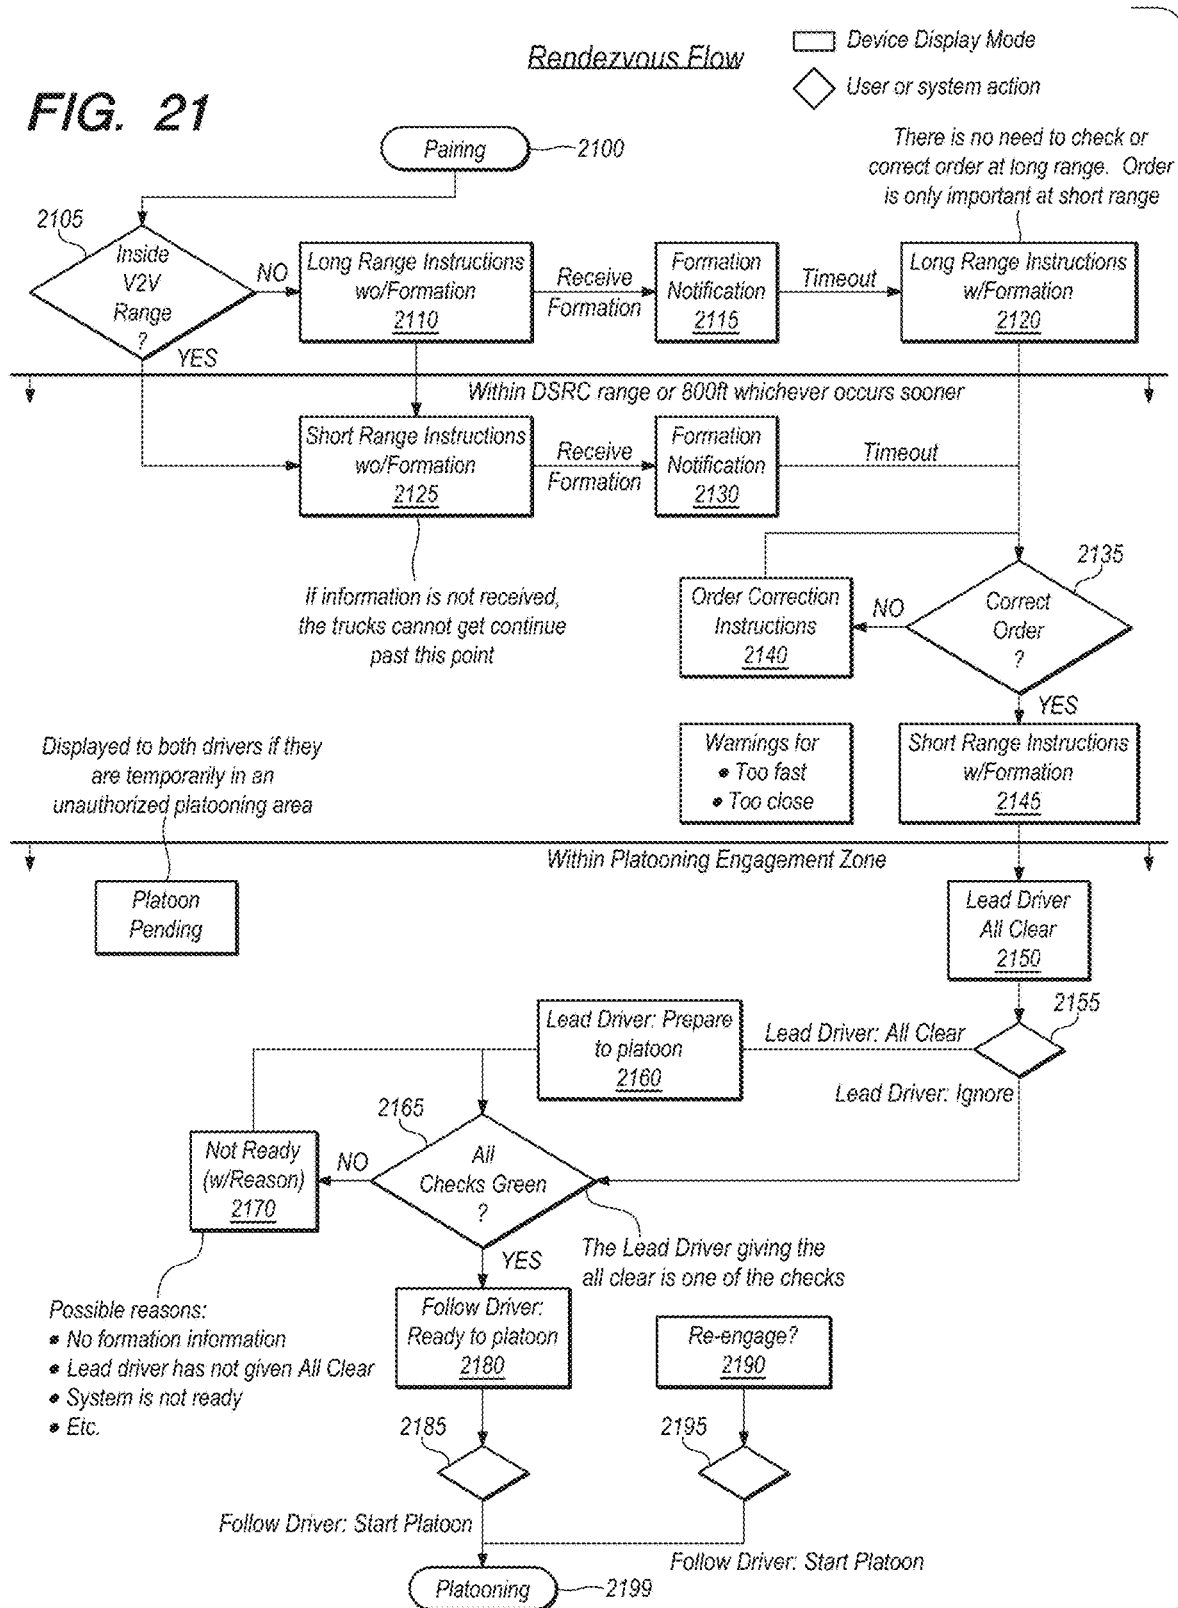 Rendezvous Flow
Device Display Mode
User or system action
FIG. 21
Pairing
2100
There is no need to check or
correct order at long range. Order
is only important at short range
2105
Inside
V2V
Range
?
NO
YES
Long Range Instructions
wo/Formation
2110
Receive
Formation
Formation
Notification
2115
Timeout
Long Range Instructions
w/Formation
2120
Within DSRC range or 800ft whichever occurs sooner
Short Range Instructions
wo/Formation
2125
Receive
Formation
Formation
Notification
2130
Timeout
If information is not received,
the trucks cannot get continue
past this point
Order Correction
Instructions
2140
NO
2135
Correct
Order
?
YES
Displayed to both drivers if they
are temporarily in an
unauthorized platooning area
Warnings for
• Too fast
• Too close
Short Range Instructions
w/Formation
2145
Within Platooning Engagement Zone
Platoon
Pending
Lead Driver
All Clear
2150
2155
Lead Driver: Prepare
to platoon
2160
Lead Driver: All Clear
Lead Driver: Ignore
2165
All
Checks Green
?
NO
YES
Not Ready
(w/Reason)
2170
The Lead Driver giving the
all clear is one of the checks
Possible reasons:
• No formation information
• Lead driver has not given All Clear
• System is not ready
• Etc.
Follow Driver:
Ready to platoon
2180
Re-engage?
2190
2185
2195
Follow Driver: Start Platoon
Follow Driver: Start Platoon
Platooning
2199